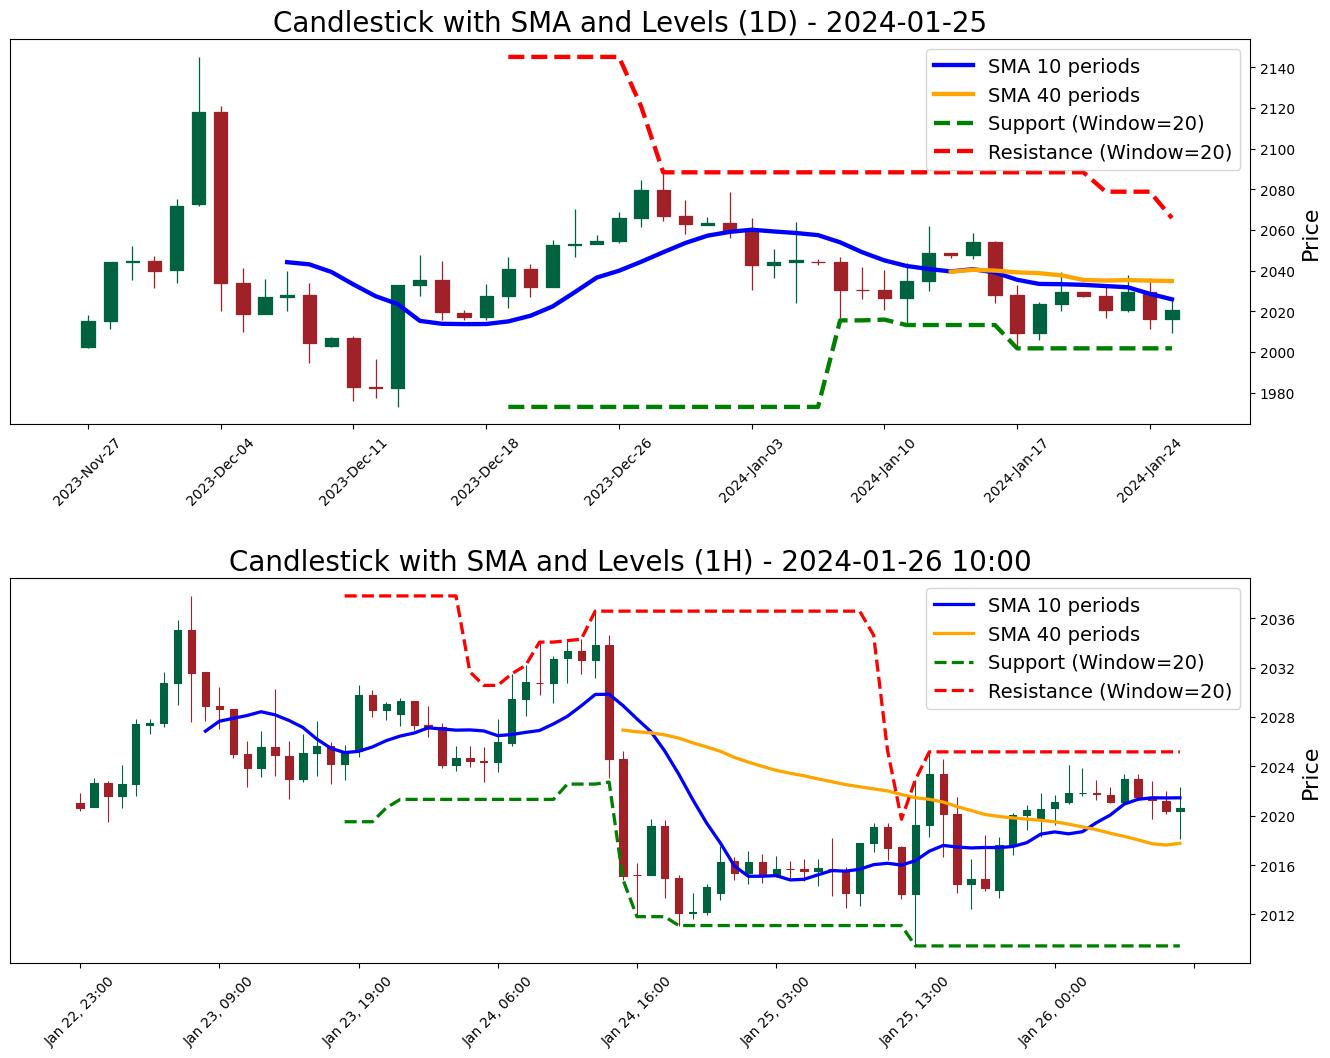 Candlestick with SMA and Levels (1D) - 2024-01-25
SMA 10 periods
SMA 40 periods
Support (Window=20)
Resistance (Window=20)
2140
2120
2100
2080
2060
2040
2020
2000
1980
Price
2023-Nov-27
2023-Dec-04
2023-Dec-11
2023-Dec-18
2023-Dec-26
2024-Jan-03
2024-Jan-10
2024-Jan-17
2024-Jan-24
Candlestick with SMA and Levels (1H) - 2024-01-26 10:00
SMA 10 periods
SMA 40 periods
Support (Window=20)
Resistance (Window=20)
2036
2032
2028
2024
2020
2016
2012
Price
Jan 22, 23:00
Jan 23, 09:00
Jan 23, 19:00
Jan 24, 06:00
Jan 24, 16:00
Jan 25, 03:00
Jan 25, 13:00
Jan 26, 00:00